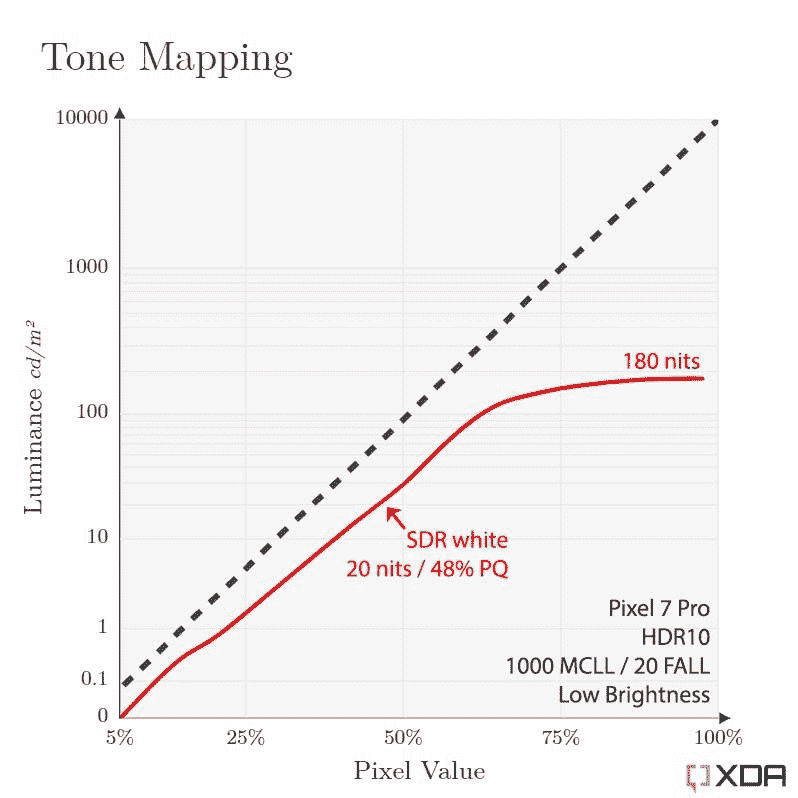 Tone Mapping
10000
1000
100
10
1
0.1
0
Luminance cd/m²
180 nits
SDR white
20 nits / 48% PQ
Pixel 7 Pro
HDR10
1000 MCLL / 20 FALL
Low Brightness
5%
25%
50%
75%
100%
Pixel Value
XDA